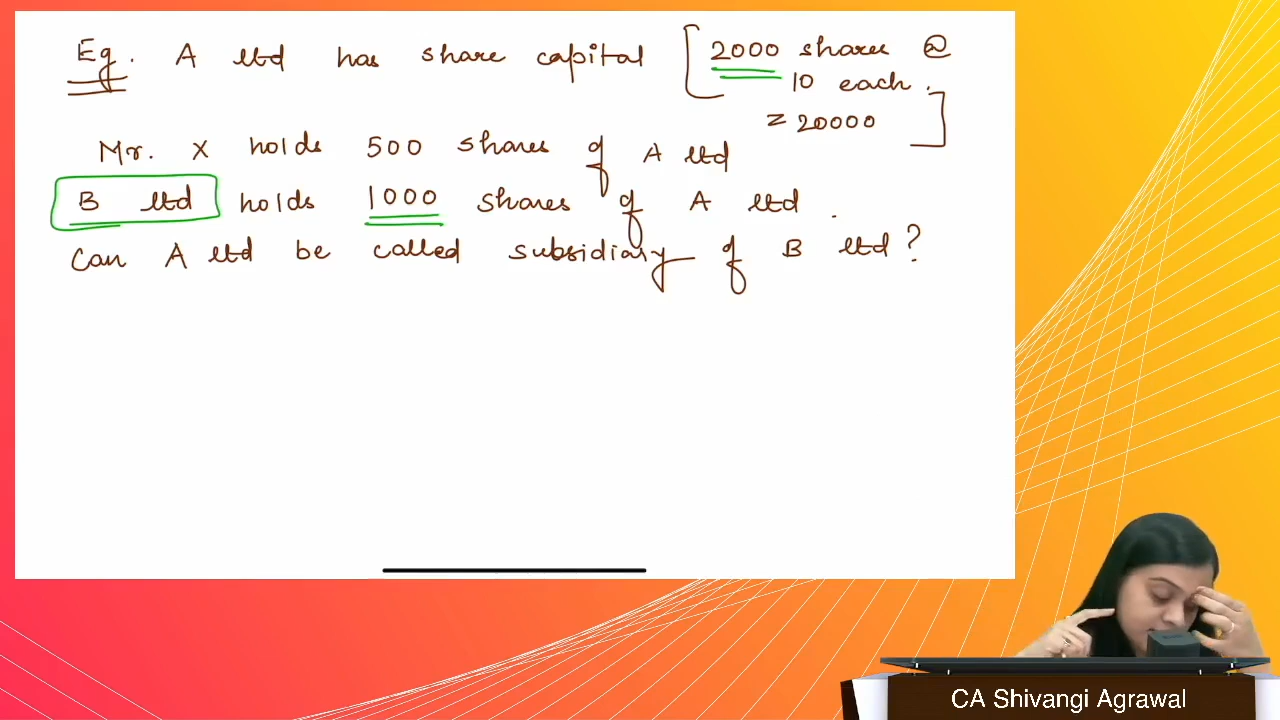 Eg. A ltd has share capital [2000 shares @
10 each.
= 20000]
Mr. X holds 500 shares of A ltd
B ltd holds 1000 shares of A ltd.
Can A ltd be called subsidiary of B ltd?
CA Shivangi Agrawal